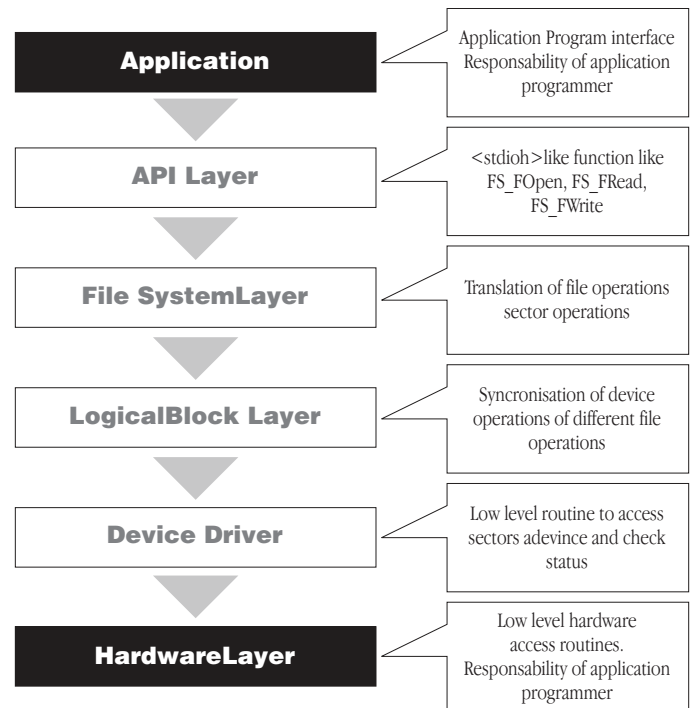 Application
Application Program interface
Responsability of application
programmer
API Layer
<stdioh>like function like
FS_FOpen, FS_FRead,
FS_FWrite
File SystemLayer
Translation of file operations
sector operations
LogicalBlock Layer
Syncronisation of device
operations of different file
operations
Device Driver
Low level routine to access
sectors adevince and check
status
HardwareLayer
Low level hardware
access routines.
Responsability of application
programmer